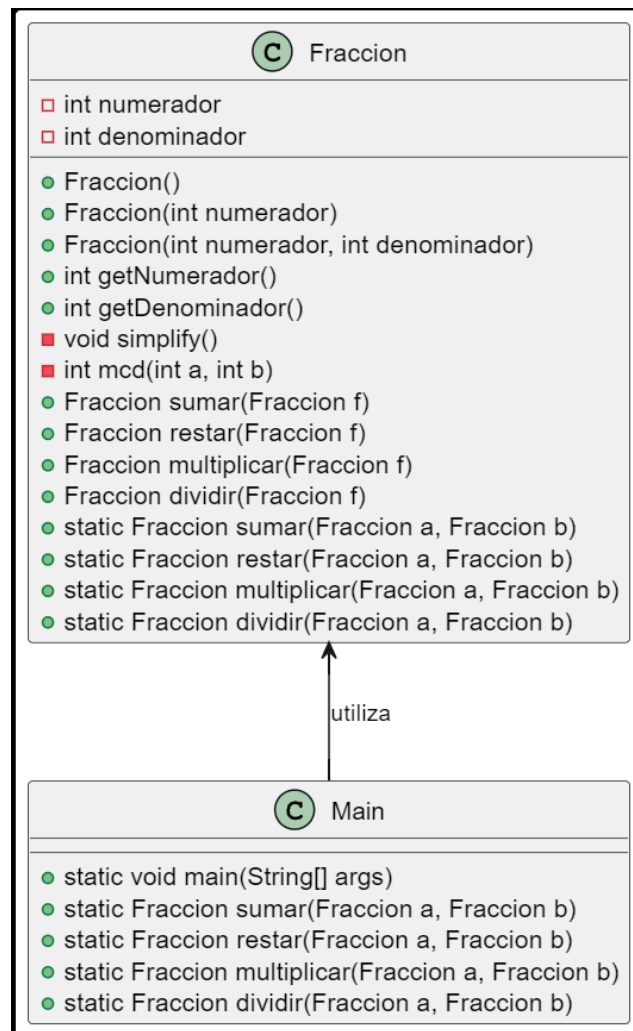 C Fraccion
int numerador
int denominador
Fraccion()
Fraccion(int numerador)
Fraccion(int numerador, int denominador)
int getNumerador()
int getDenominador()
void simplify()
int mcd(int a, int b)
Fraccion sumar(Fraccion f)
Fraccion restar(Fraccion f)
Fraccion multiplicar(Fraccion f)
Fraccion dividir(Fraccion f)
static Fraccion sumar(Fraccion a, Fraccion b)
static Fraccion restar(Fraccion a, Fraccion b)
static Fraccion multiplicar(Fraccion a, Fraccion b)
static Fraccion dividir(Fraccion a, Fraccion b)
utiliza
C Main
static void main(String[] args)
static Fraccion sumar(Fraccion a, Fraccion b)
static Fraccion restar(Fraccion a, Fraccion b)
static Fraccion multiplicar(Fraccion a, Fraccion b)
static Fraccion dividir(Fraccion a, Fraccion b)